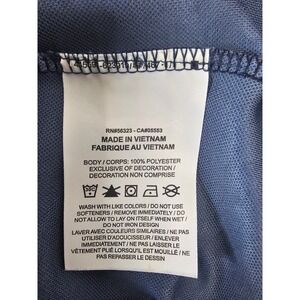 RN#56323 - CA#05553
MADE IN VIETNAM
FABRIQUE AU VIETNAM
BODY / CORPS: 100% POLYESTER
EXCLUSIVE OF DECORATION /
DECORATION NON COMPRISE
WASH WITH LIKE COLORS / DO NOT USE
SOFTENERS / REMOVE IMMEDIATELY / DO
NOT ALLOW TO LAY ON ITSELF WHEN WET /
DO NOT IRON DESIGN
LAVER AVEC COULEURS SIMILAIRES / NE PAS
UTILISER D'ACCUCISSEUR / ENLEVER
IMMEDIATEMENT / NE PAS LAISSER LE
VÊTEMENT PLIÉ LORSQU'IL EST MOUILLÉ / NE
PAS REPASSER LE DESSIN